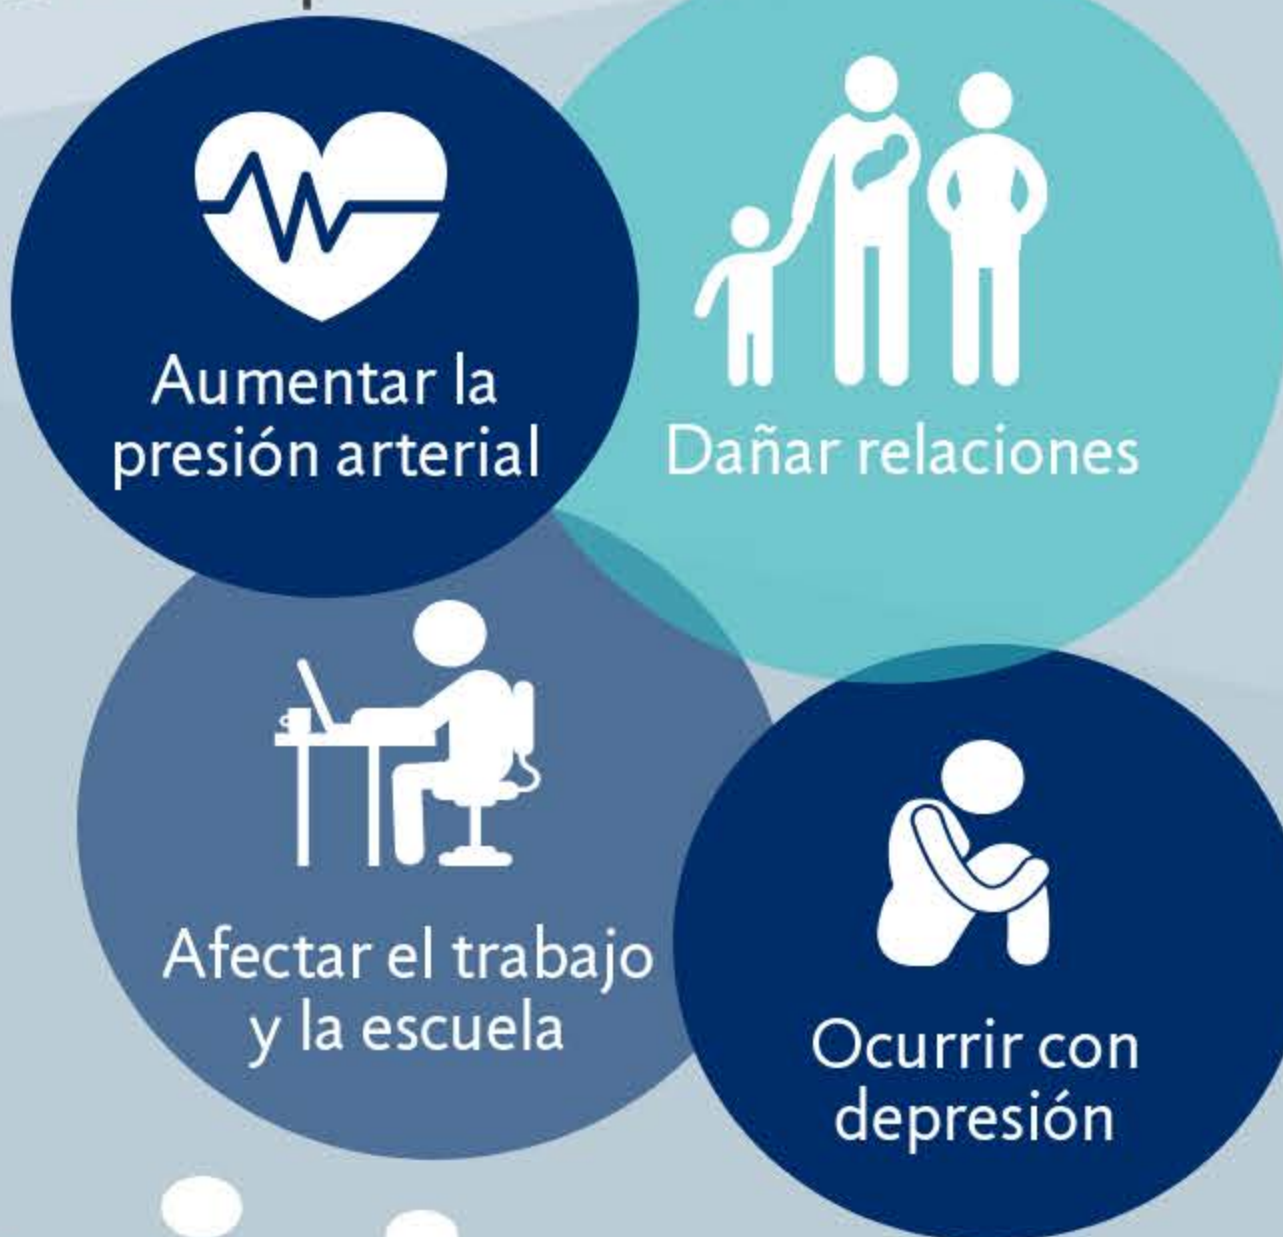 Aumentar la
presión arterial
Dañar relaciones
Afectar el trabajo
y la escuela
Ocurrir con
depresión